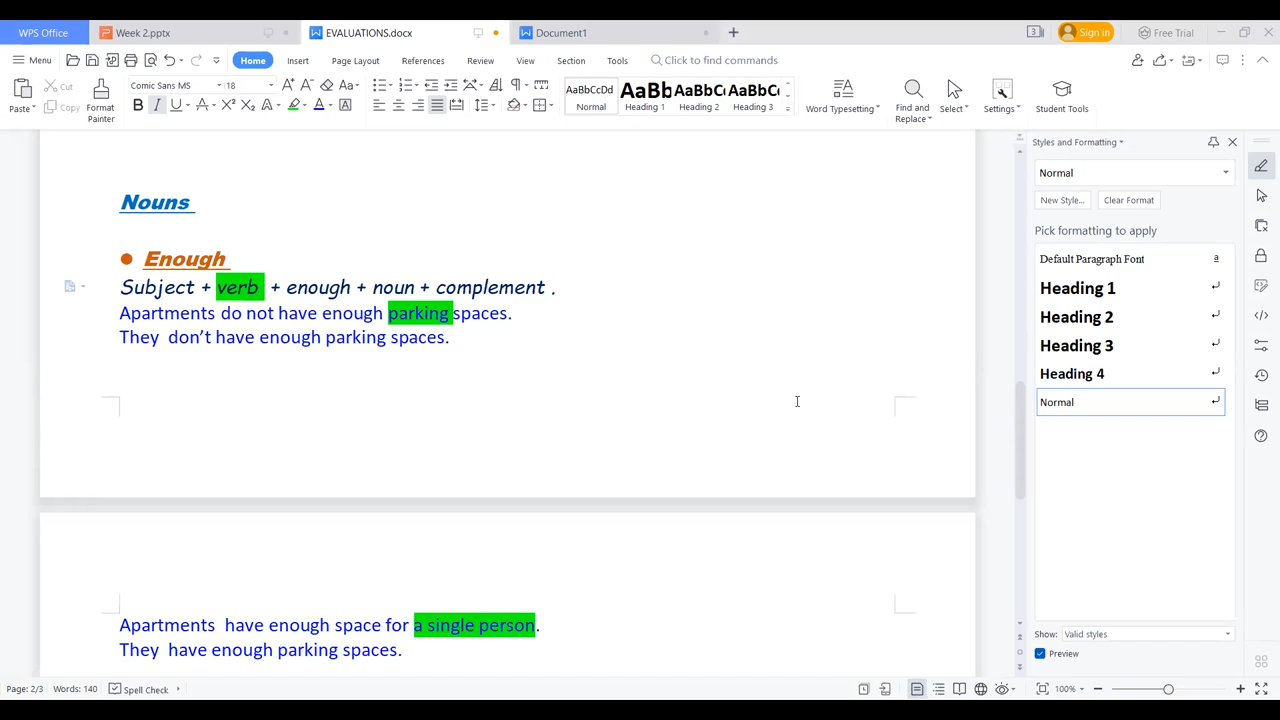 WPS Office
Week 2.pptx
EVALUATIONS.docx
Document1
Sign in
Free Trial
Menu
Home
Insert
Page Layout
References
Review
View
Section
Tools
Click to find commands
Paste
Cut
Copy
Format Painter
Comic Sans MS
18
AaBbCcDd
Normal
AaBb
Heading 1
AaBbCc
Heading 2
AaBbCc
Heading 3
Word Typesetting
Find and Replace
Select
Settings
Student Tools
Nouns
Enough
Subject + verb + enough + noun + complement .
Apartments do not have enough parking spaces.
They don’t have enough parking spaces.
Apartments have enough space for a single person.
They have enough parking spaces.
Styles and Formatting
Normal
New Style...
Clear Format
Pick formatting to apply
Default Paragraph Font a
Heading 1
Heading 2
Heading 3
Heading 4
Normal
Show: Valid styles
Preview
Page: 2/3 Words: 140 Spell Check
100%